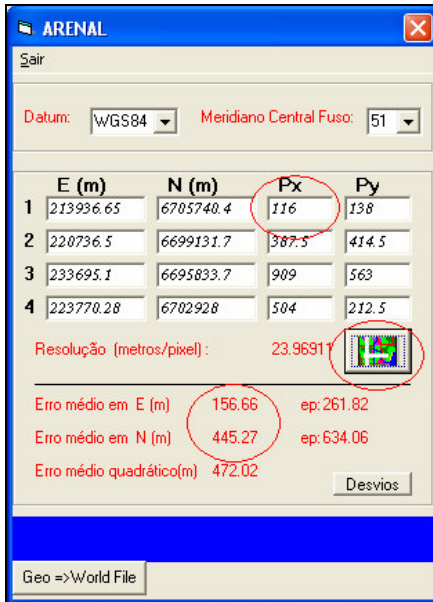 ARENAL
Sair
Datum: WGS84 Meridiano Central Fuso: 51
E (m) N (m) Px Py
1 213936.65 6705740.4 116 138
2 220736.5 6699131.7 387.5 414.5
3 233695.1 6695833.7 909 563
4 223770.28 6702928 504 212.5
Resolução (metros/pixel) : 23.96911
Erro médio em E (m) 156.66 ep:261.82
Erro médio em N (m) 445.27 ep:634.06
Erro médio quadrático(m) 472.02
Desvios
Geo =>World File